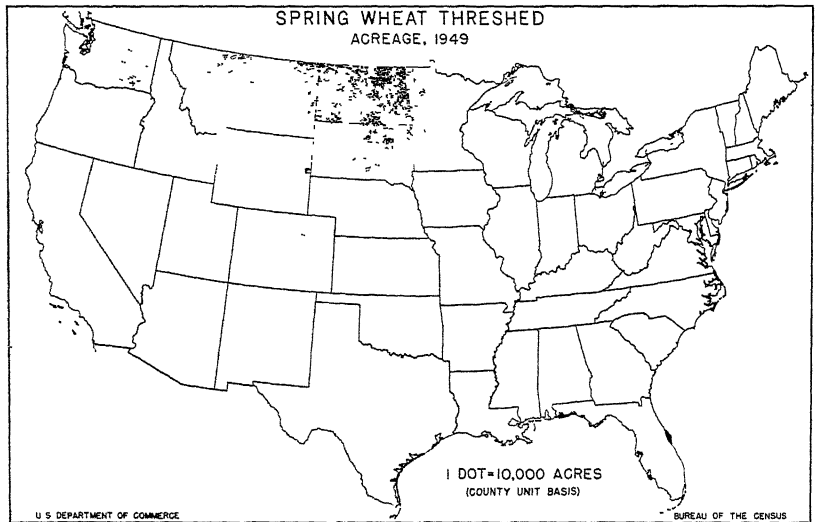 SPRING WHEAT THRESHED
ACREAGE, 1949
1 DOT=10,000 ACRES
(COUNTY UNIT BASIS)
U S DEPARTMENT OF COMMERCE
BUREAU OF THE CENSUS